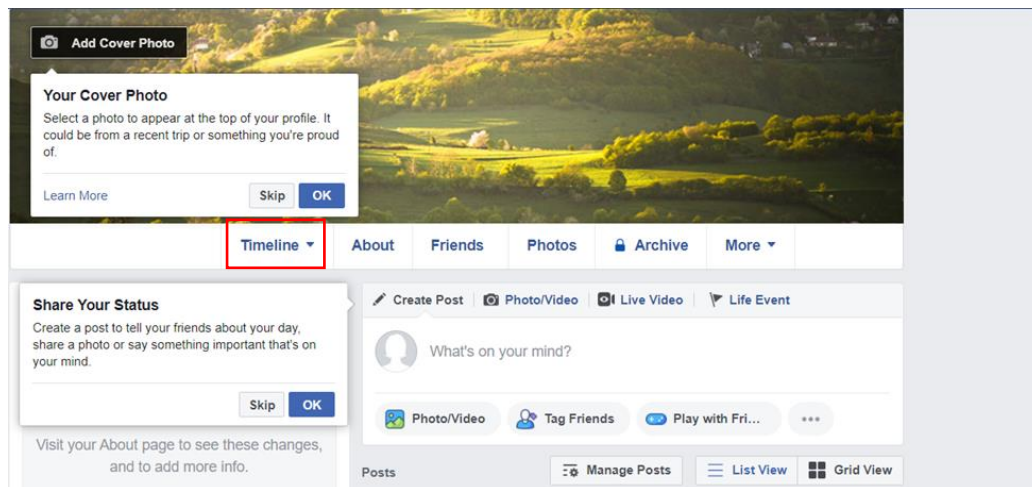 Add Cover Photo
Your Cover Photo
Select a photo to appear at the top of your profile. It
could be from a recent trip or something you're proud
of.
Learn More Skip OK
Timeline About Friends Photos Archive More
Share Your Status
Create a post to tell your friends about your day,
share a photo or say something important that's on
your mind.
Skip OK
Visit your About page to see these changes,
and to add more info.
Create Post Photo/Video Live Video Life Event
What's on your mind?
Photo/Video Tag Friends Play with Fri...
Posts Manage Posts List View Grid View